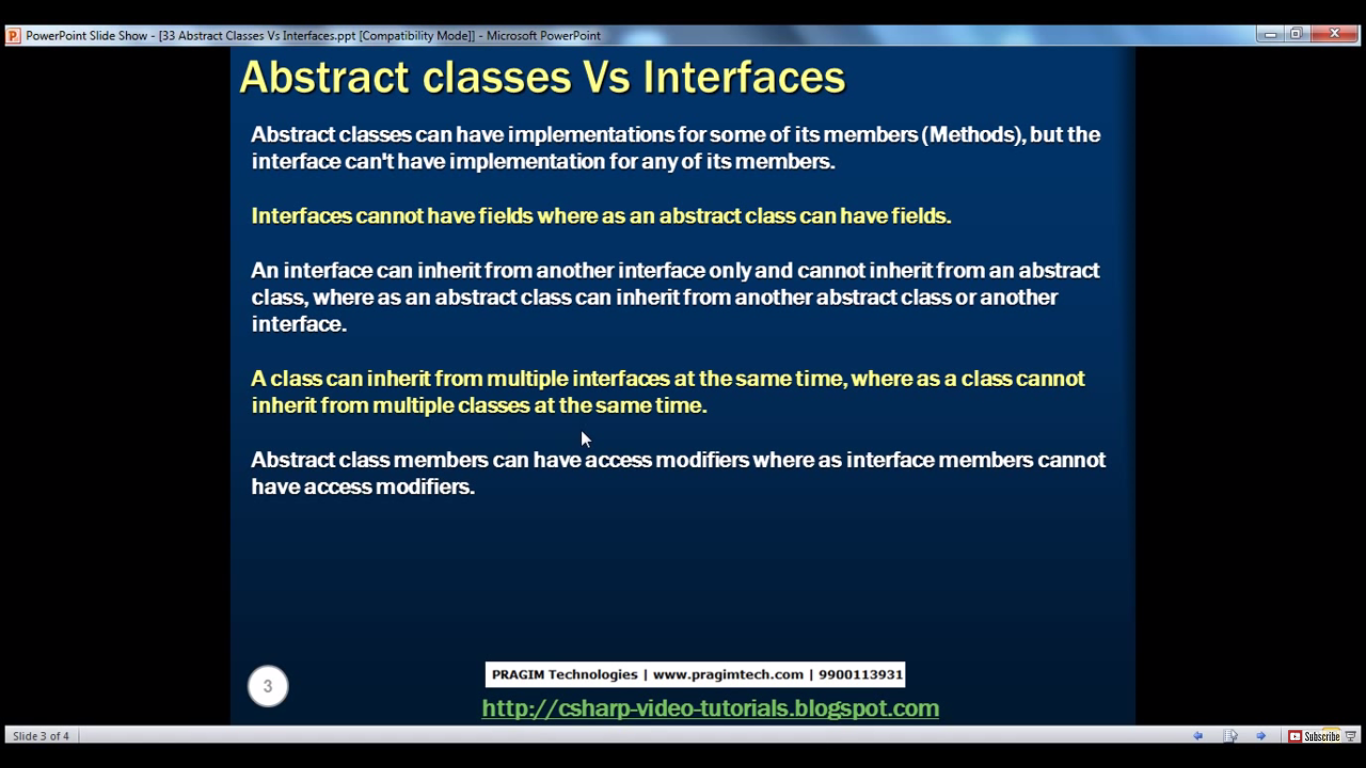 PowerPoint Slide Show - [33 Abstract Classes Vs Interfaces.ppt [Compatibility Mode]] - Microsoft PowerPoint
Abstract classes Vs Interfaces
Abstract classes can have implementations for some of its members (Methods), but the
interface can't have implementation for any of its members.
Interfaces cannot have fields where as an abstract class can have fields.
An interface can inherit from another interface only and cannot inherit from an abstract
class, where as an abstract class can inherit from another abstract class or another
interface.
A class can inherit from multiple interfaces at the same time, where as a class cannot
inherit from multiple classes at the same time.
Abstract class members can have access modifiers where as interface members cannot
have access modifiers.
3
PRAGIM Technologies | www.pragimtech.com | 9900113931
http://csharp-video-tutorials.blogspot.com
Slide 3 of 4
Subscribe